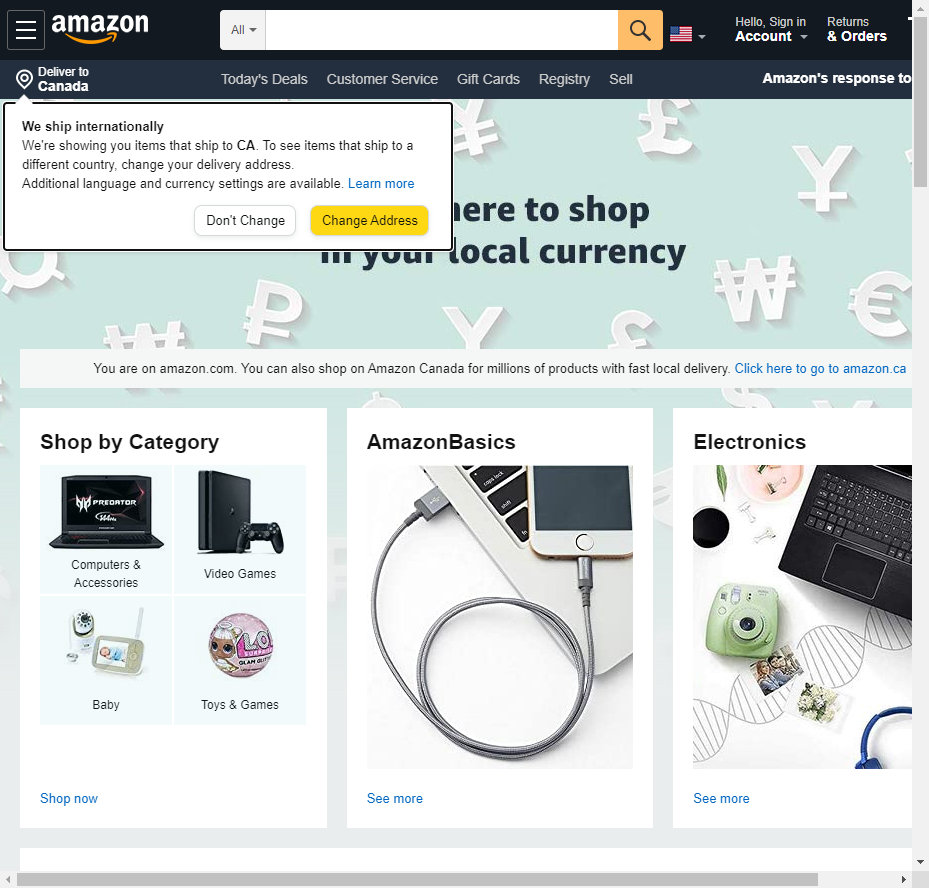 amazon
All
Hello, Sign in
Account
Returns
& Orders
Deliver to
Canada
Today's Deals
Customer Service
Gift Cards
Registry
Sell
Amazon's response to
We ship internationally
We're showing you items that ship to CA. To see items that ship to a
different country, change your delivery address.
Additional language and currency settings are available. Learn more
Don't Change
Change Address
here to shop
in your local currency
You are on amazon.com. You can also shop on Amazon Canada for millions of products with fast local delivery. Click here to go to amazon.ca
Shop by Category
PREDATOR
Computers &
Accessories
Video Games
Baby
L.O.L.
SURPRISE
GLAM GLITTER
Toys & Games
Shop now
AmazonBasics
caps lock
shift
See more
Electronics
See more